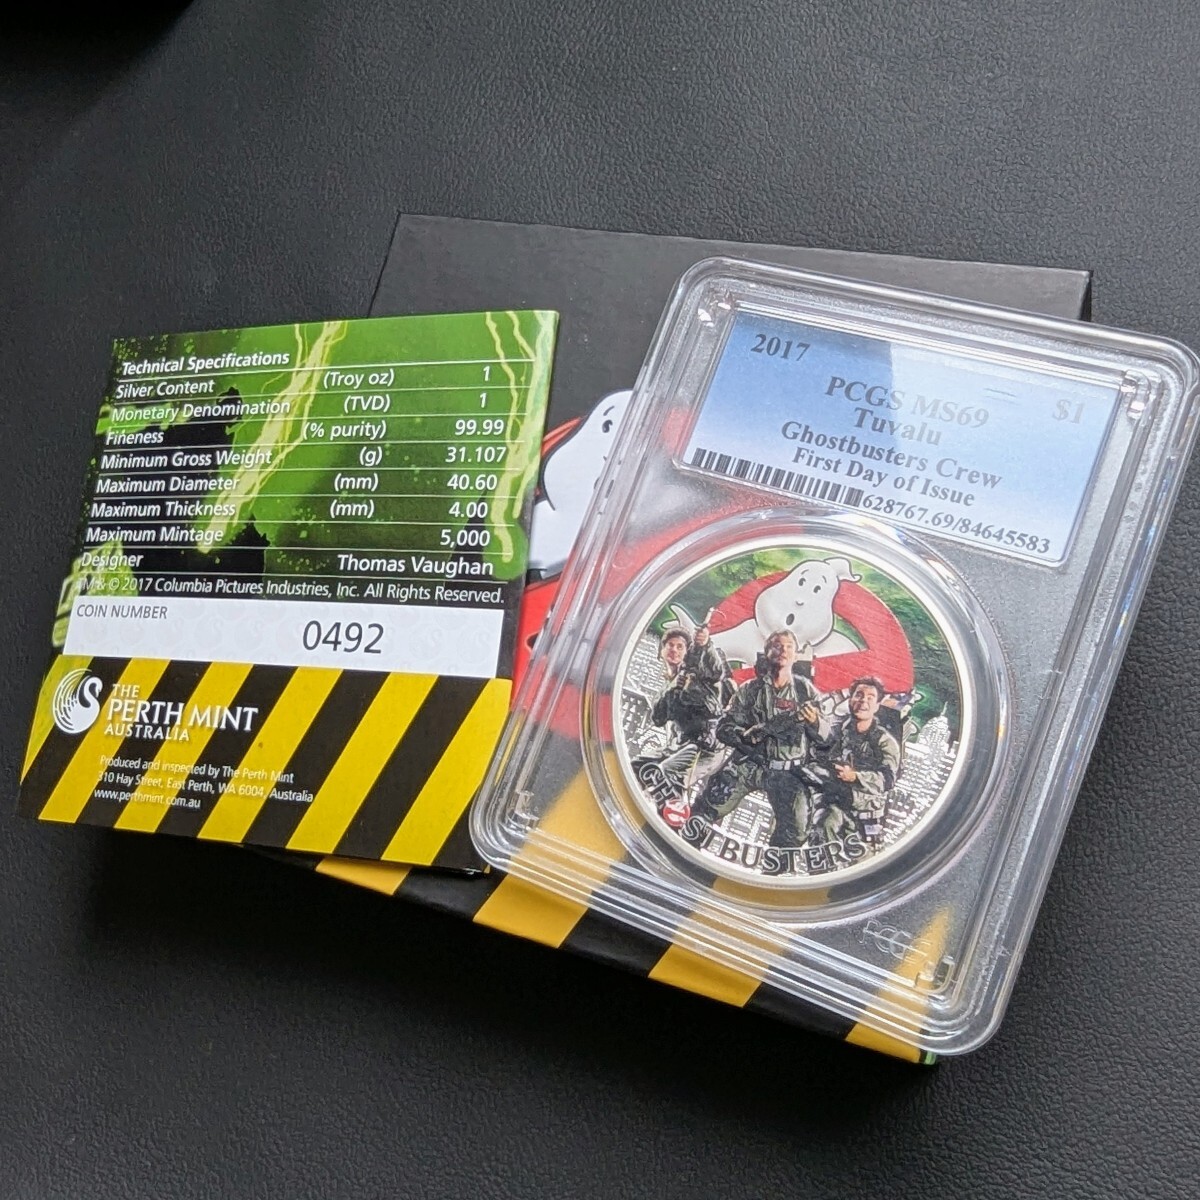 Technical Specifications
Silver Content (Troy oz) 1
Monetary Denomination (TVD) 1
Fineness (% purity) 99.99
Minimum Gross Weight (g) 31.107
Maximum Diameter (mm) 40.60
Maximum Thickness (mm) 4.00
Maximum Mintage 5,000
Designer Thomas Vaughan
TM & © 2017 Columbia Pictures Industries, Inc. All Rights Reserved.
COIN NUMBER
0492
THE
PERTH MINT
AUSTRALIA
Produced and inspected by The Perth Mint
310 Hay Street, East Perth, WA 6004, Australia
www.perthmint.com.au
2017
PCGS MS69 $1
Tuvalu
Ghostbusters Crew
First Day of Issue
628767.69/84645583
GHOSTBUSTERS
PCGS